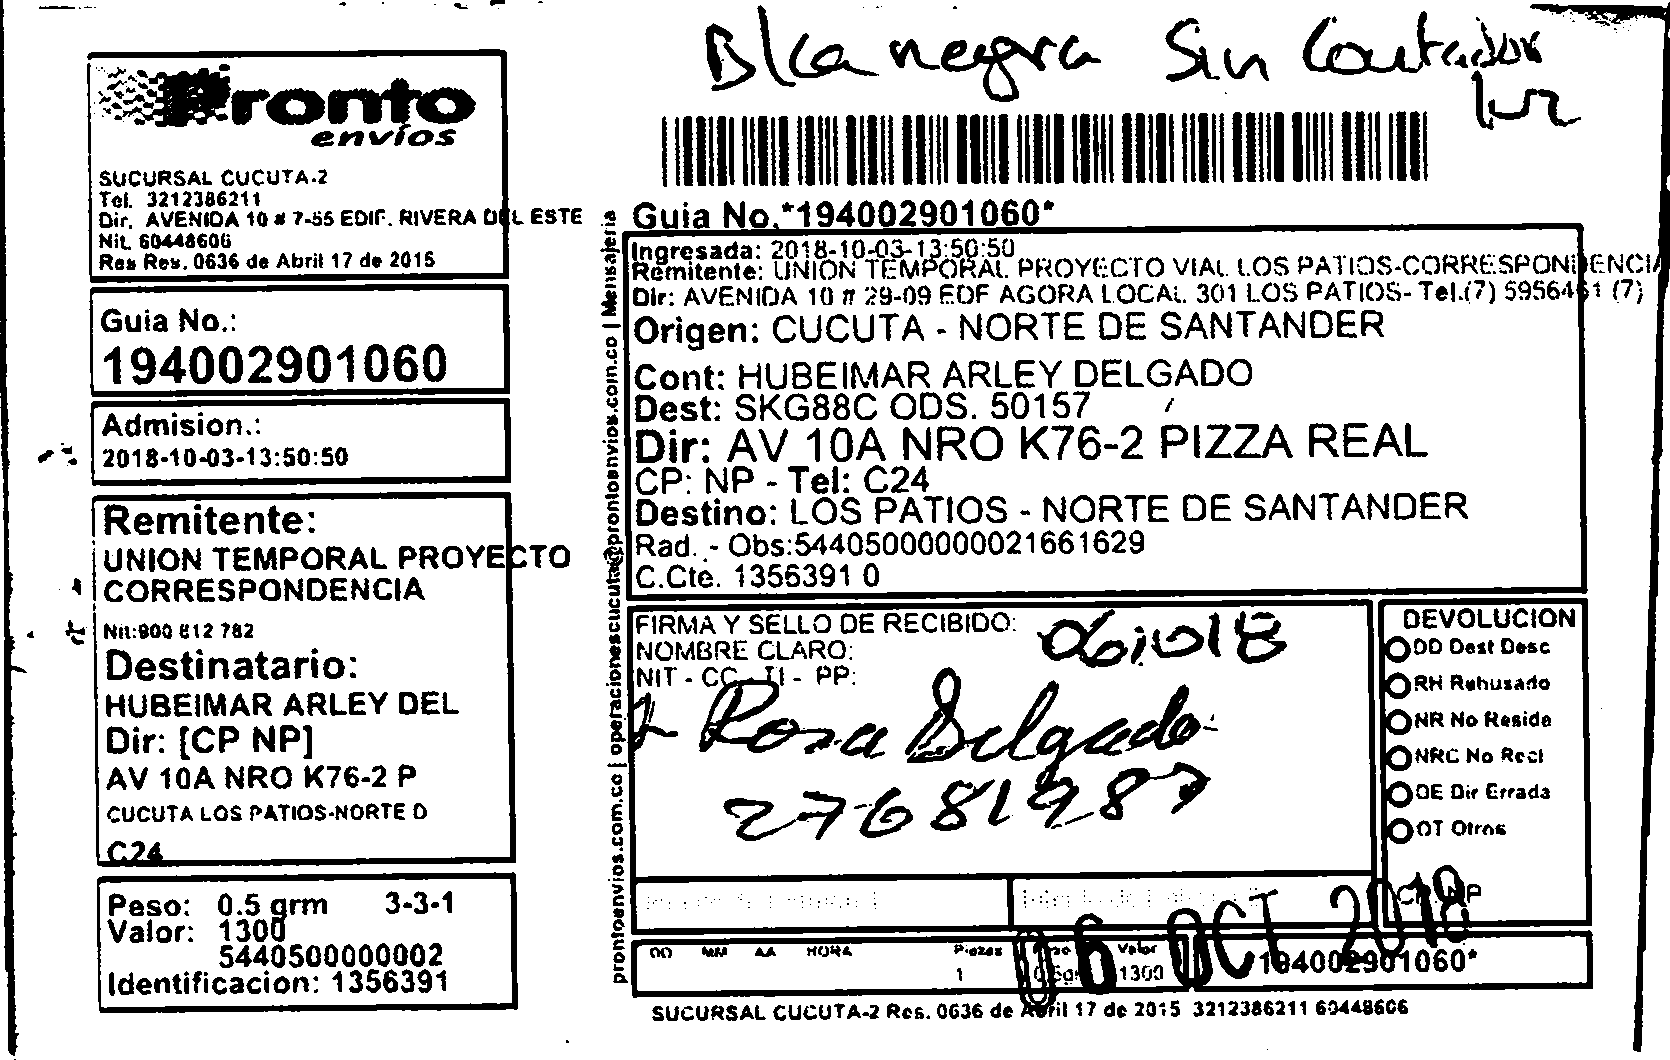 Blca negra Sin Contador
luz
Pronto
envíos
SUCURSAL CUCUTA-2
Tel. 3212386211
Dir. AVENIDA 10 # 7-55 EDIF. RIVERA DEL ESTE
Nit. 60448606
Res Res. 0636 de Abril 17 de 2015
Guia No.:
194002901060
Admision.:
2018-10-03-13:50:50
Remitente:
UNION TEMPORAL PROYECTO
CORRESPONDENCIA
Nit:900 812 782
Destinatario:
HUBEIMAR ARLEY DEL
Dir: [CP NP]
AV 10A NRO K76-2 P
CUCUTA LOS PATIOS-NORTE D
C24
Peso: 0.5 grm 3-3-1
Valor: 1300
5440500000002
Identificacion: 1356391
prontoenvios.com.co | operacionescucuta@prontoenvios.com.co | Mensajeria
Guia No.*194002901060*
Ingresada: 2018-10-03-13:50:50
Remitente: UNION TEMPORAL PROYECTO VIAL LOS PATIOS-CORRESPONDENCIA
Dir: AVENIDA 10 # 29-09 EDF AGORA LOCAL 301 LOS PATIOS- Tel.(7) 5956461 (7)
Origen: CUCUTA - NORTE DE SANTANDER
Cont: HUBEIMAR ARLEY DELGADO
Dest: SKG88C ODS. 50157
Dir: AV 10A NRO K76-2 PIZZA REAL
CP: NP - Tel: C24
Destino: LOS PATIOS - NORTE DE SANTANDER
Rad. - Obs:54405000000021661629
C.Cte. 1356391 0
FIRMA Y SELLO DE RECIBIDO:
NOMBRE CLARO:
NIT - CC - TI - PP:
061018
Rosa Delgado
27681987
DEVOLUCION
DD Dest Desc
RH Rehusado
NR No Reside
NRC No Recl
DE Dir Errada
OT Otros
CP: NP
06 OCT 2018
DD MM AA HORA Piezas Peso Valor
1 1300 *194002901060*
SUCURSAL CUCUTA-2 Res. 0636 de Abril 17 de 2015 3212386211 60448606